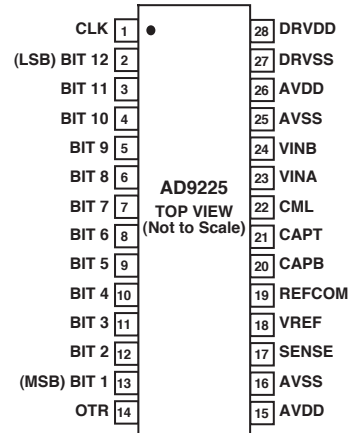 CLK 1 28 DRVDD
(LSB) BIT 12 2 27 DRVSS
BIT 11 3 26 AVDD
BIT 10 4 25 AVSS
BIT 9 5 24 VINB
BIT 8 6 23 VINA
AD9225
BIT 7 7 22 CML
TOP VIEW
(Not to Scale)
BIT 6 8 21 CAPT
BIT 5 9 20 CAPB
BIT 4 10 19 REFCOM
BIT 3 11 18 VREF
BIT 2 12 17 SENSE
(MSB) BIT 1 13 16 AVSS
OTR 14 15 AVDD